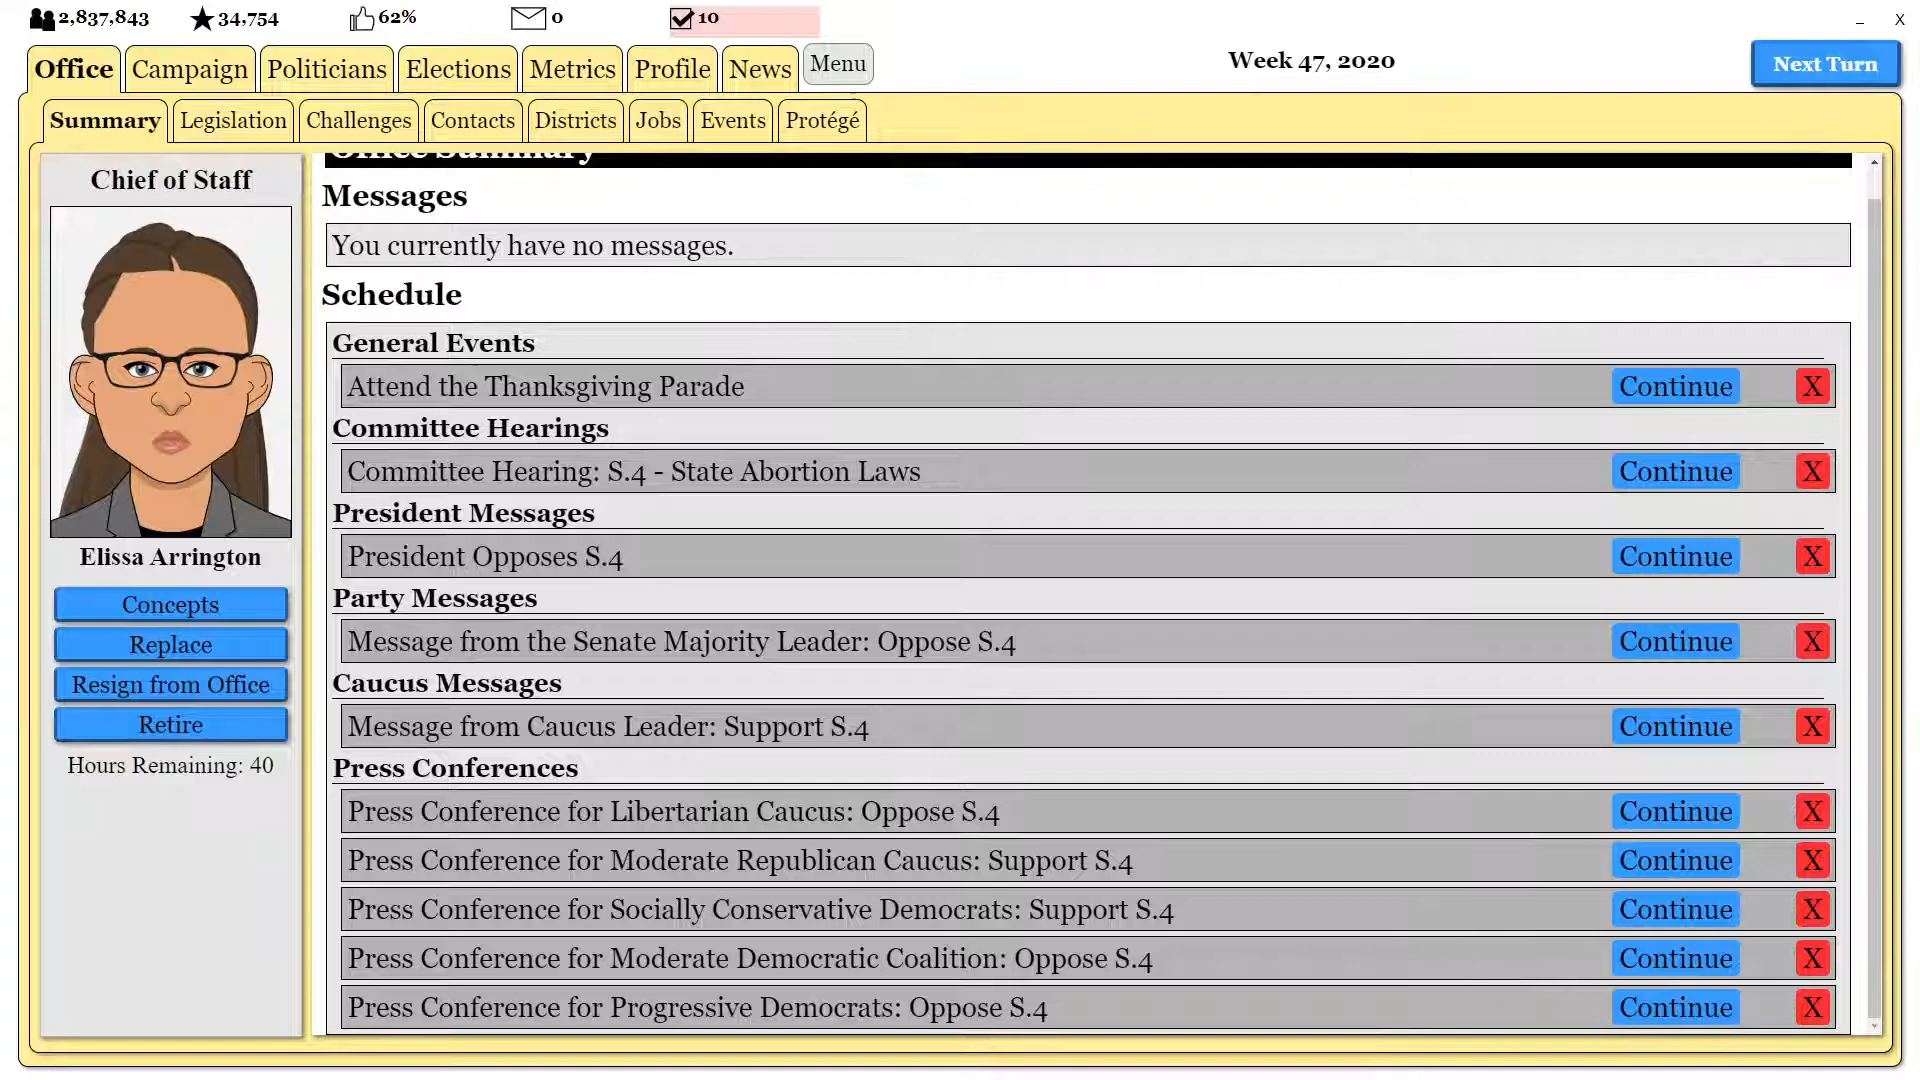 2,837,843 34,754 62% 0 10
_ X
Office Campaign Politicians Elections Metrics Profile News Menu
Week 47, 2020
Next Turn
Summary Legislation Challenges Contacts Districts Jobs Events Protégé
Chief of Staff
Elissa Arrington
Concepts
Replace
Resign from Office
Retire
Hours Remaining: 40
Office Summary
Messages
You currently have no messages.
Schedule
General Events
Attend the Thanksgiving Parade Continue X
Committee Hearings
Committee Hearing: S.4 - State Abortion Laws Continue X
President Messages
President Opposes S.4 Continue X
Party Messages
Message from the Senate Majority Leader: Oppose S.4 Continue X
Caucus Messages
Message from Caucus Leader: Support S.4 Continue X
Press Conferences
Press Conference for Libertarian Caucus: Oppose S.4 Continue X
Press Conference for Moderate Republican Caucus: Support S.4 Continue X
Press Conference for Socially Conservative Democrats: Support S.4 Continue X
Press Conference for Moderate Democratic Coalition: Oppose S.4 Continue X
Press Conference for Progressive Democrats: Oppose S.4 Continue X